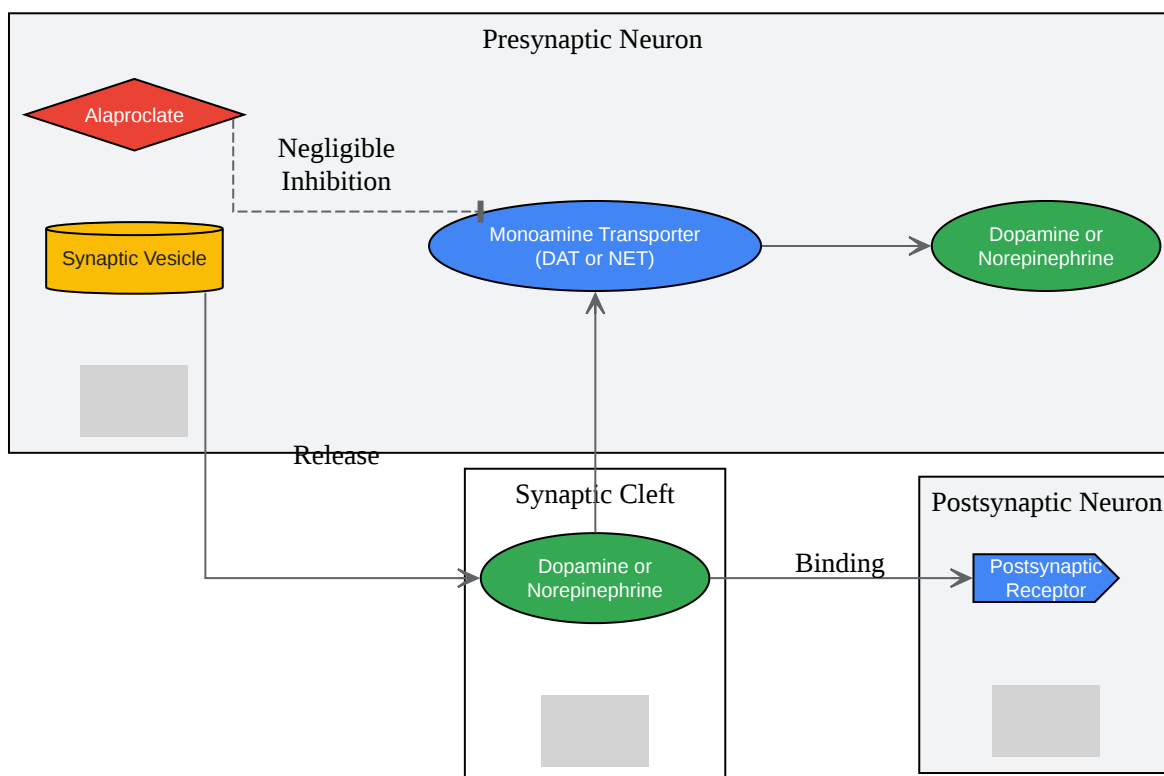 Presynaptic Neuron
Alaproclate
Negligible
Inhibition
Synaptic Vesicle
Monoamine Transporter
(DAT or NET)
Dopamine or
Norepinephrine
Release
Synaptic Cleft
Postsynaptic Neuron
Dopamine or
Norepinephrine
Binding
Postsynaptic
Receptor